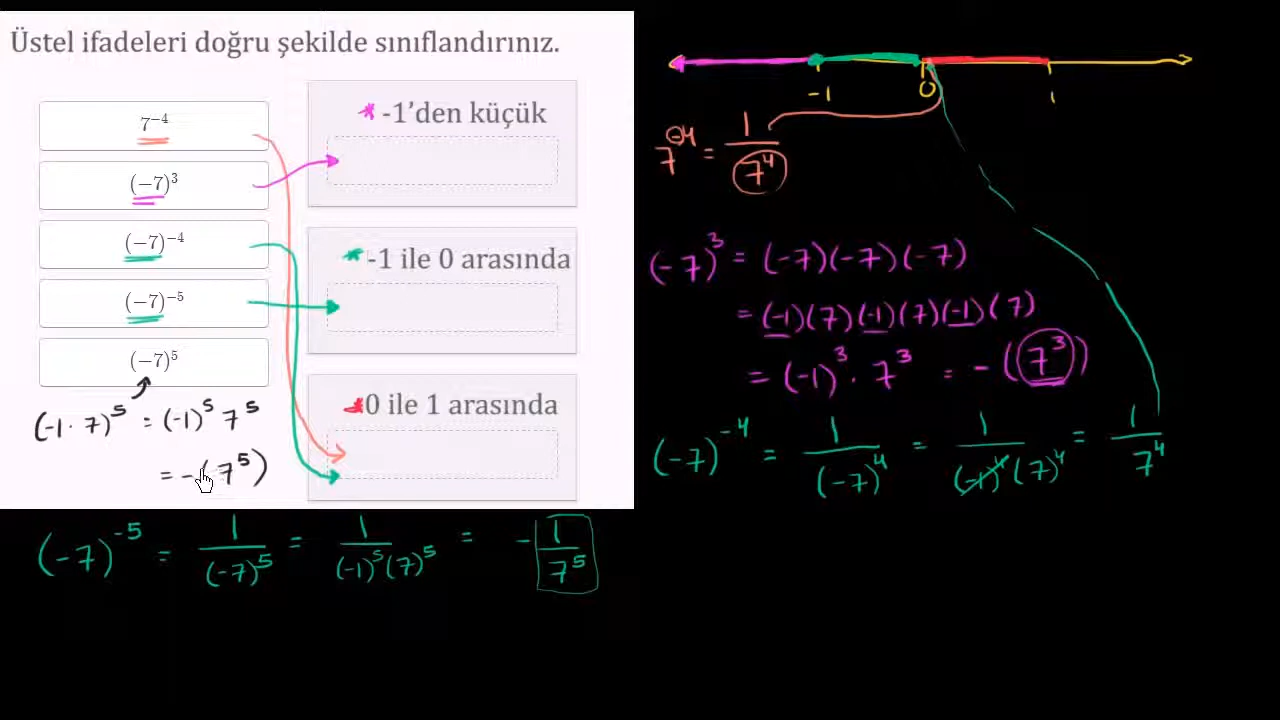 Üstel ifadeleri doğru şekilde sınıflandırınız.
7⁻⁴
(−7)³
(−7)⁻⁴
(−7)⁻⁵
(−7)⁵
(-1·7)⁵ = (-1)⁵ 7⁵
= -(7⁵)
-1'den küçük
-1 ile 0 arasında
0 ile 1 arasında
-1 0 1
7⁻⁴ = 1/7⁴
(-7)³ = (-7)(-7)(-7)
= (-1)(7)(-1)(7)(-1)(7)
= (-1)³ · 7³ = -(7³)
(-7)⁻⁴ = 1/(-7)⁴ = 1/(-1)⁴(7)⁴ = 1/7⁴
(-7)⁻⁵ = 1/(-7)⁵ = 1/(-1)⁵(7)⁵ = -1/7⁵